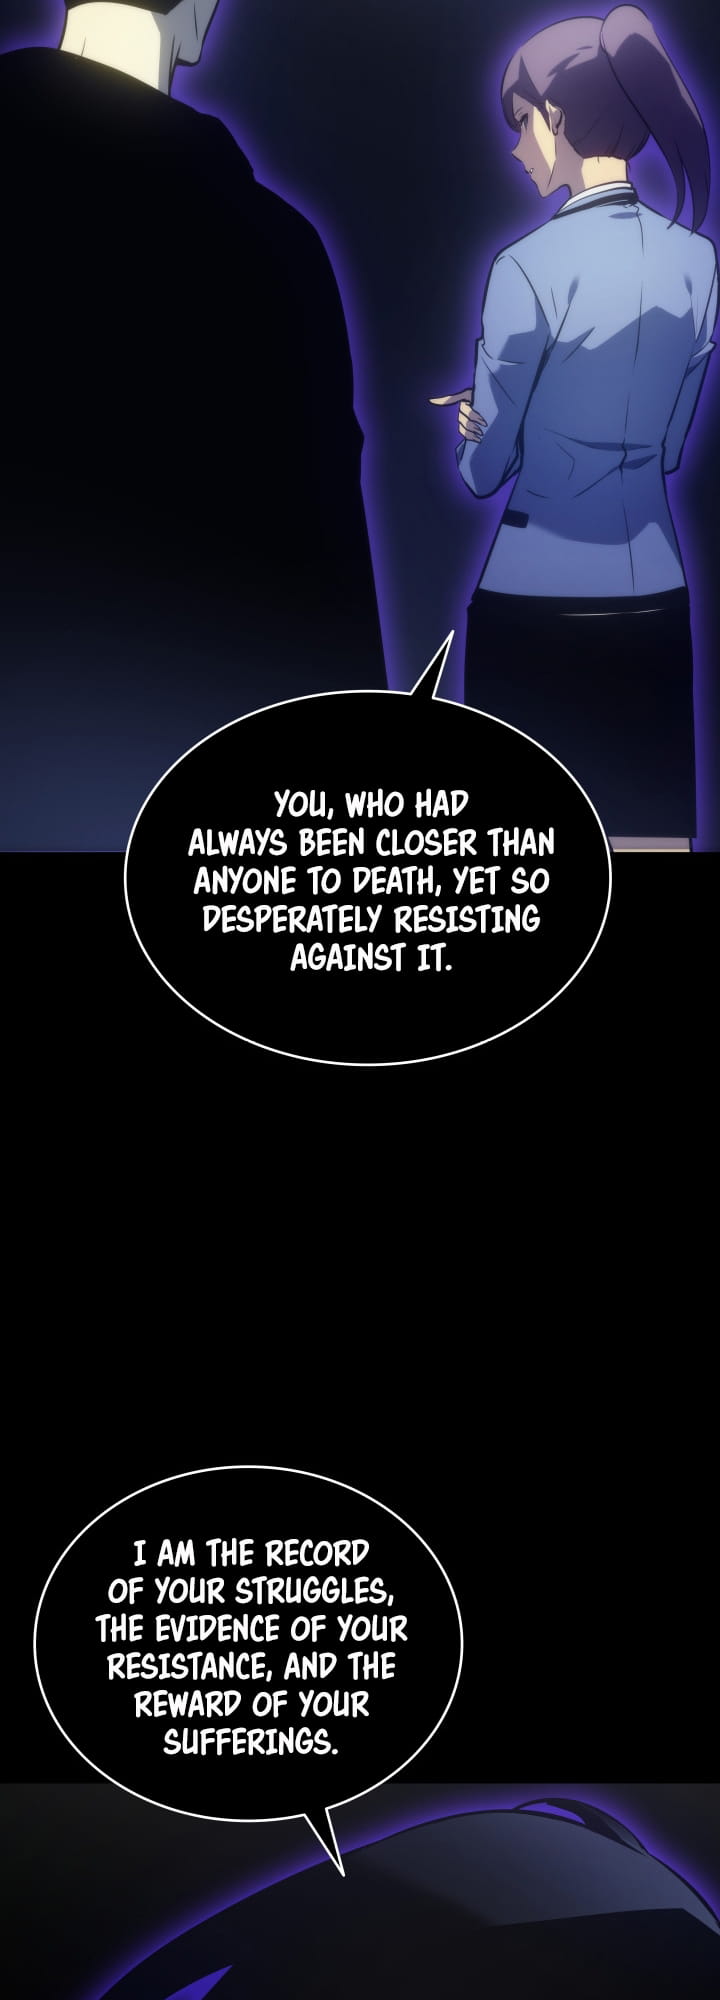 YOU, WHO HAD
ALWAYS BEEN CLOSER THAN
ANYONE TO DEATH, YET SO
DESPERATELY RESISTING
AGAINST IT.
I AM THE RECORD
OF YOUR STRUGGLES,
THE EVIDENCE OF YOUR
RESISTANCE, AND THE
REWARD OF YOUR
SUFFERINGS.